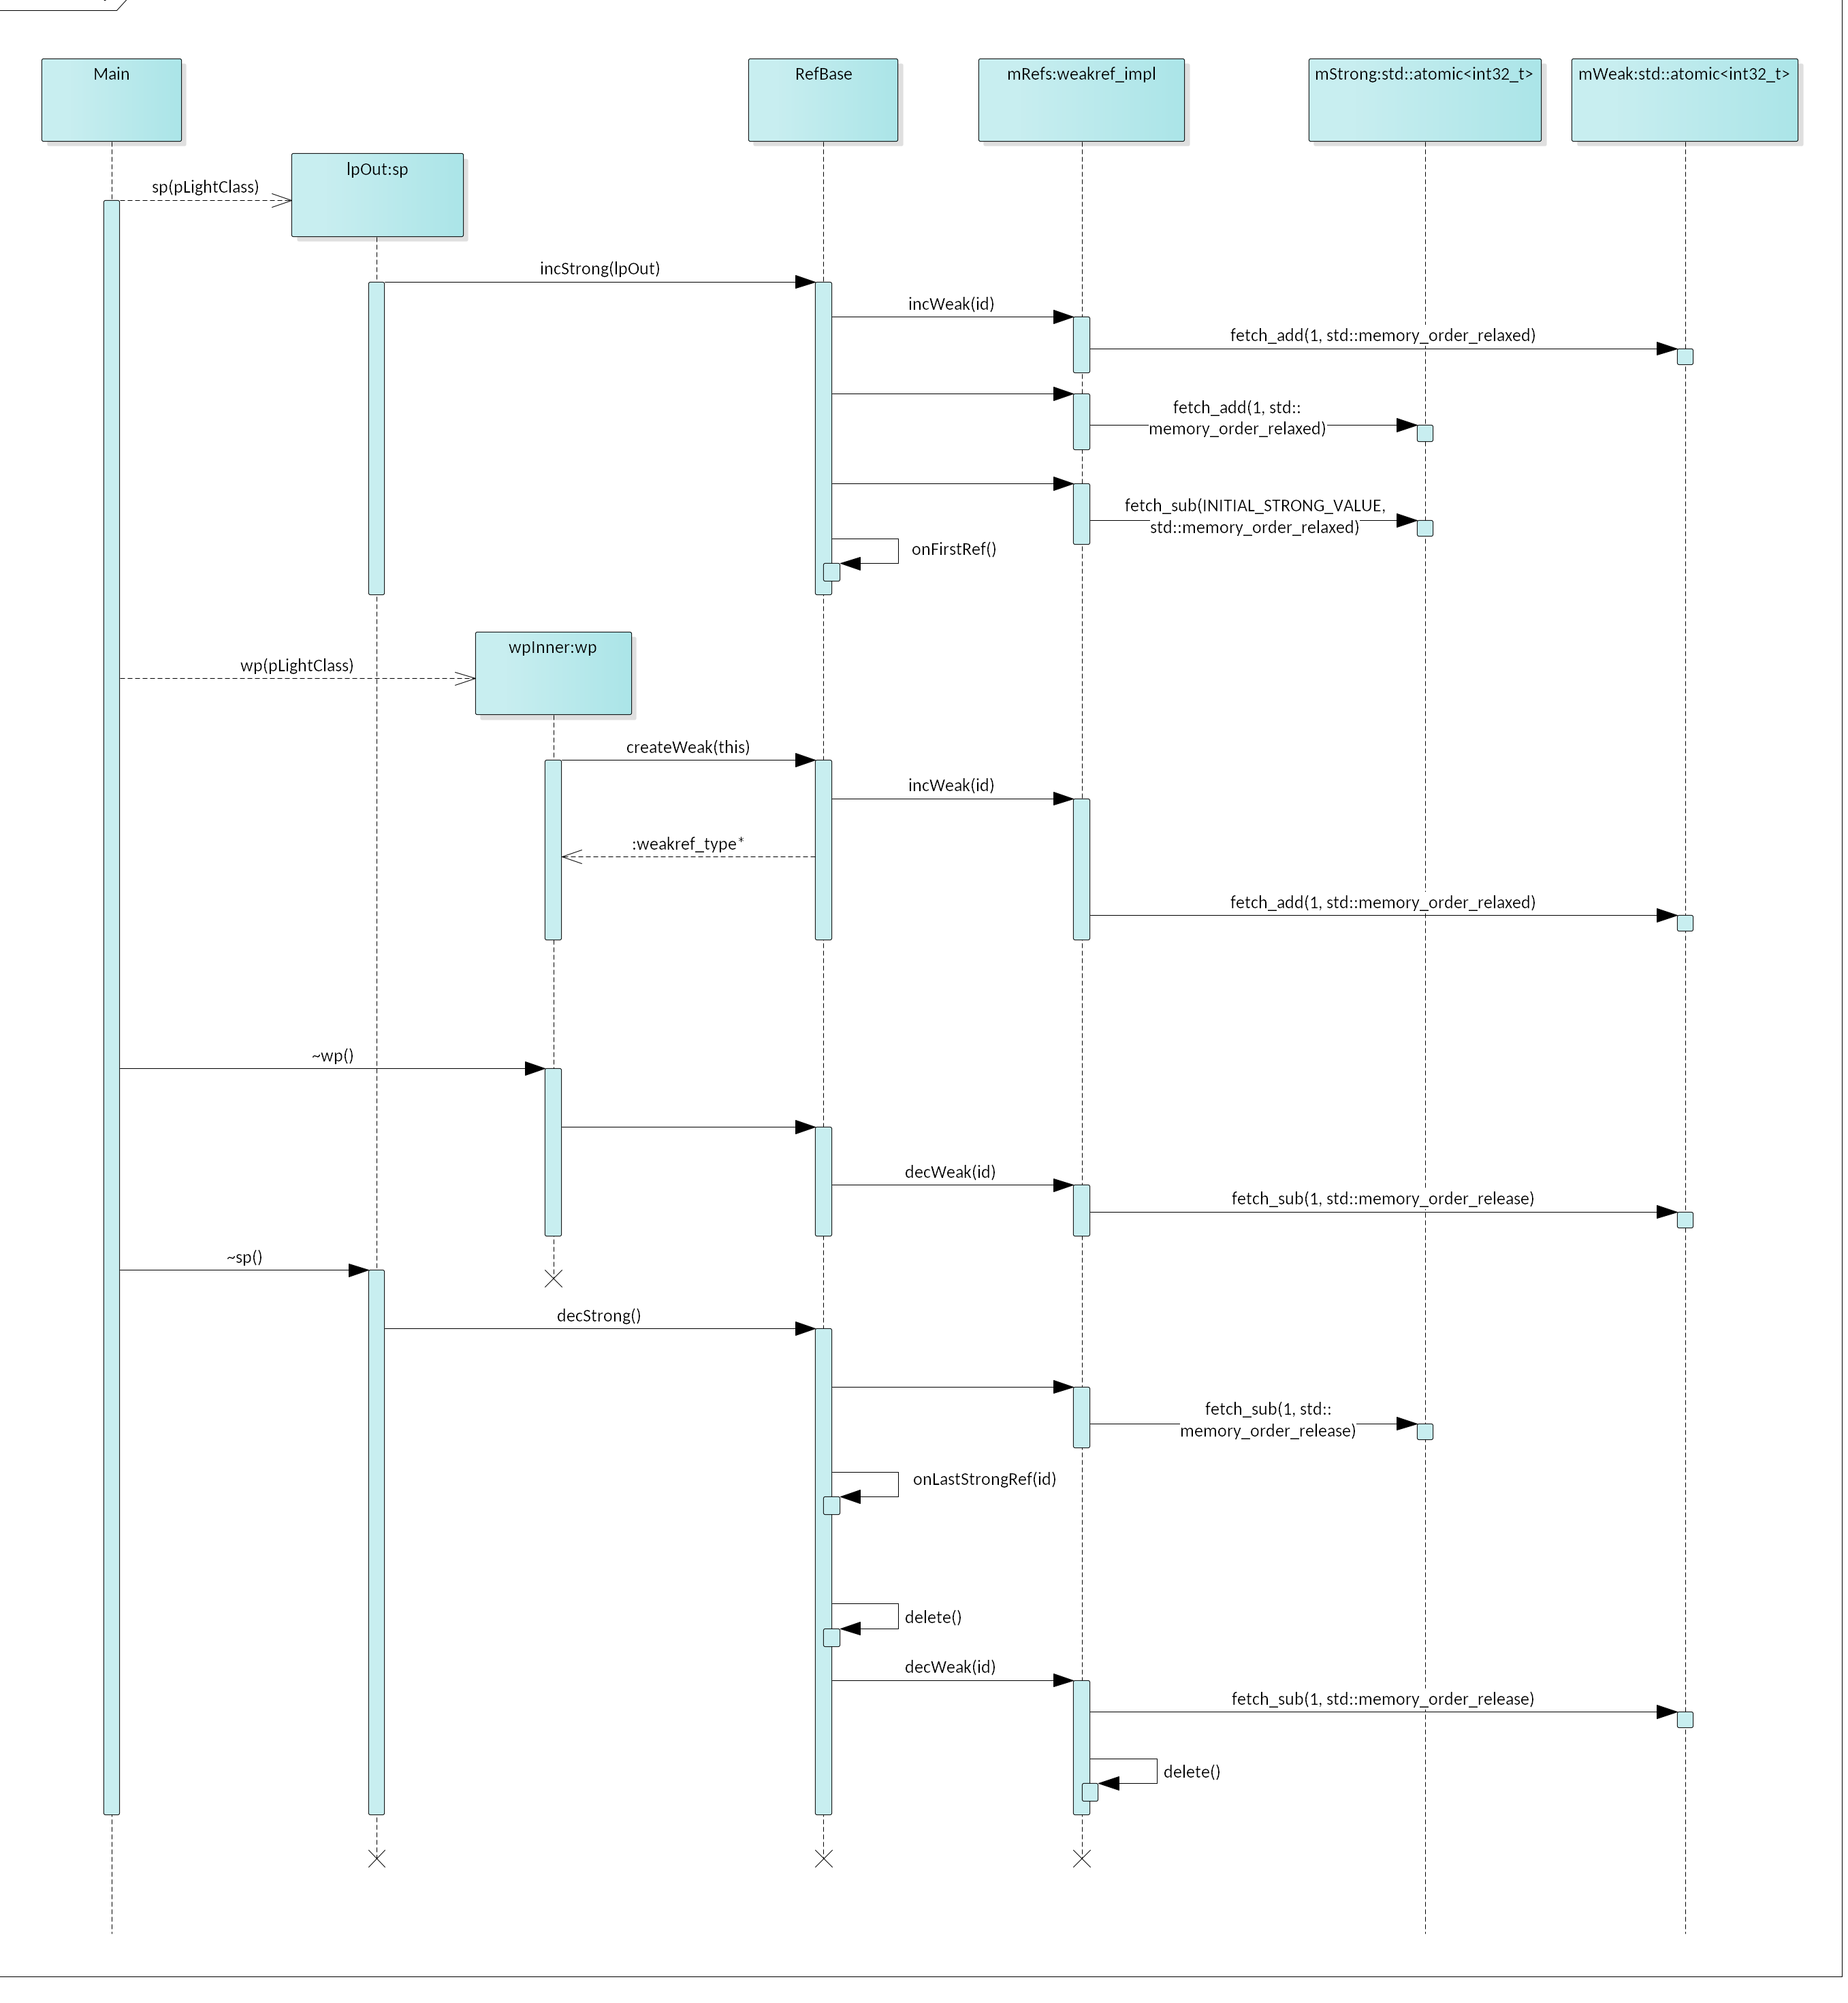 Main
RefBase
mRefs:weakref_impl
mStrong:std::atomic<int32_t>
mWeak:std::atomic<int32_t>
lpOut:sp
sp(pLightClass)
incStrong(lpOut)
incWeak(id)
fetch_add(1, std::memory_order_relaxed)
fetch_add(1, std::
memory_order_relaxed)
fetch_sub(INITIAL_STRONG_VALUE,
std::memory_order_relaxed)
onFirstRef()
wpInner:wp
wp(pLightClass)
createWeak(this)
incWeak(id)
:weakref_type*
fetch_add(1, std::memory_order_relaxed)
~wp()
decWeak(id)
fetch_sub(1, std::memory_order_release)
~sp()
decStrong()
fetch_sub(1, std::
memory_order_release)
onLastStrongRef(id)
delete()
decWeak(id)
fetch_sub(1, std::memory_order_release)
delete()